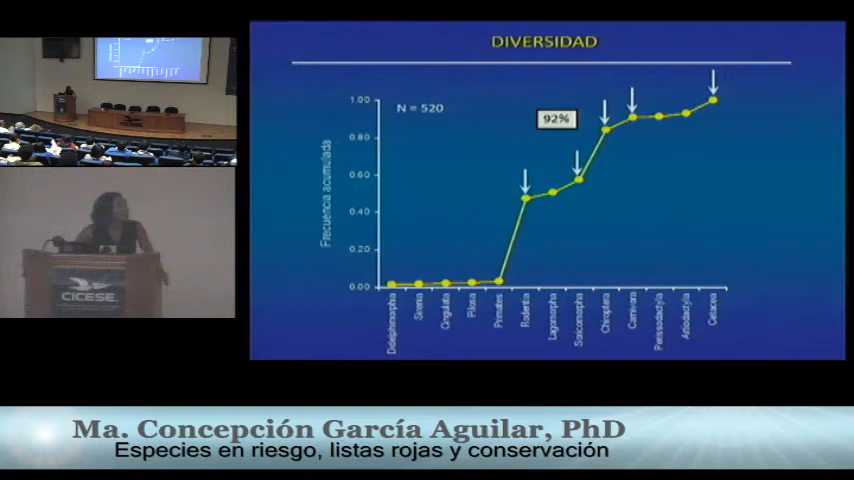 DIVERSIDAD
N = 520
92%
Frecuencia acumulada
1.00
0.80
0.60
0.40
0.20
0.00
Didelphimorphia
Sirenia
Cingulata
Pilosa
Primates
Rodentia
Lagomorpha
Soricomorpha
Chiroptera
Carnivora
Perissodactyla
Artiodactyla
Cetacea
CICESE
Ma. Concepción García Aguilar, PhD
Especies en riesgo, listas rojas y conservación